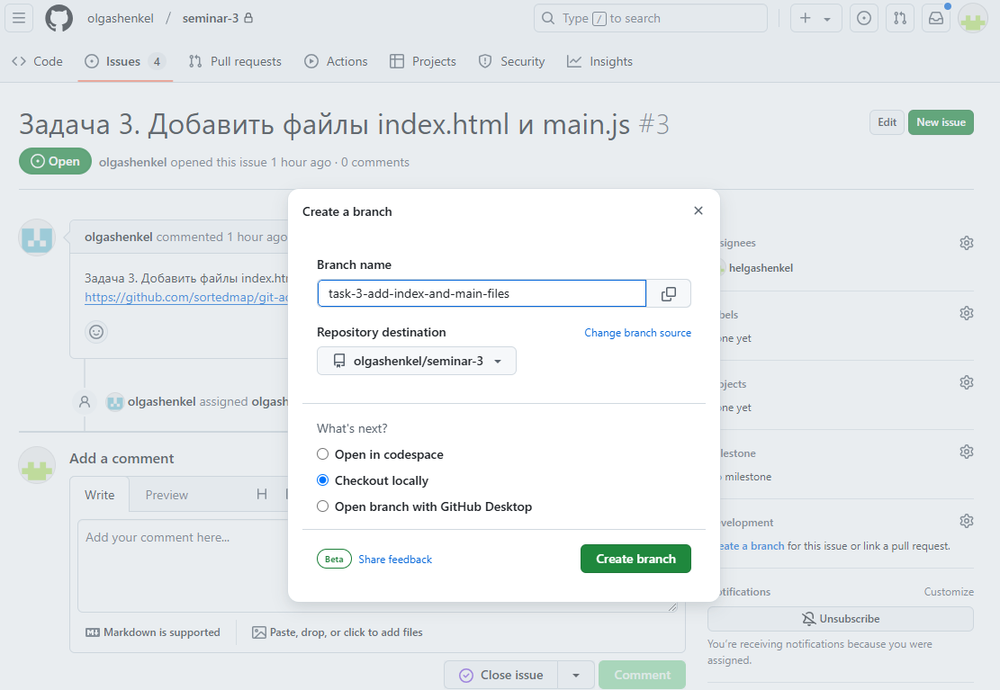 olgashenkel / seminar-3
Type / to search
Code
Issues 4
Pull requests
Actions
Projects
Security
Insights
Задача 3. Добавить файлы index.html и main.js #3
Edit
New issue
Open
olgashenkel opened this issue 1 hour ago · 0 comments
Create a branch
olgashenkel commented 1 hour ago
signees
helgashenkel
Branch name
Задача 3. Добавить файлы index.htm
task-3-add-index-and-main-files
https://github.com/sortedmap/git-ac
bels
one yet
Repository destination
Change branch source
olgashenkel/seminar-3
ojects
one yet
olgashenkel assigned olgash
What's next?
Open in codespace
Checkout locally
Open branch with GitHub Desktop
lestone
milestone
Add a comment
Write
Preview
H
Add your comment here...
velopment
eate a branch for this issue or link a pull request.
Beta
Share feedback
Create branch
otifications
Customize
Unsubscribe
You're receiving notifications because you were
assigned.
Markdown is supported
Paste, drop, or click to add files
Close issue
Comment